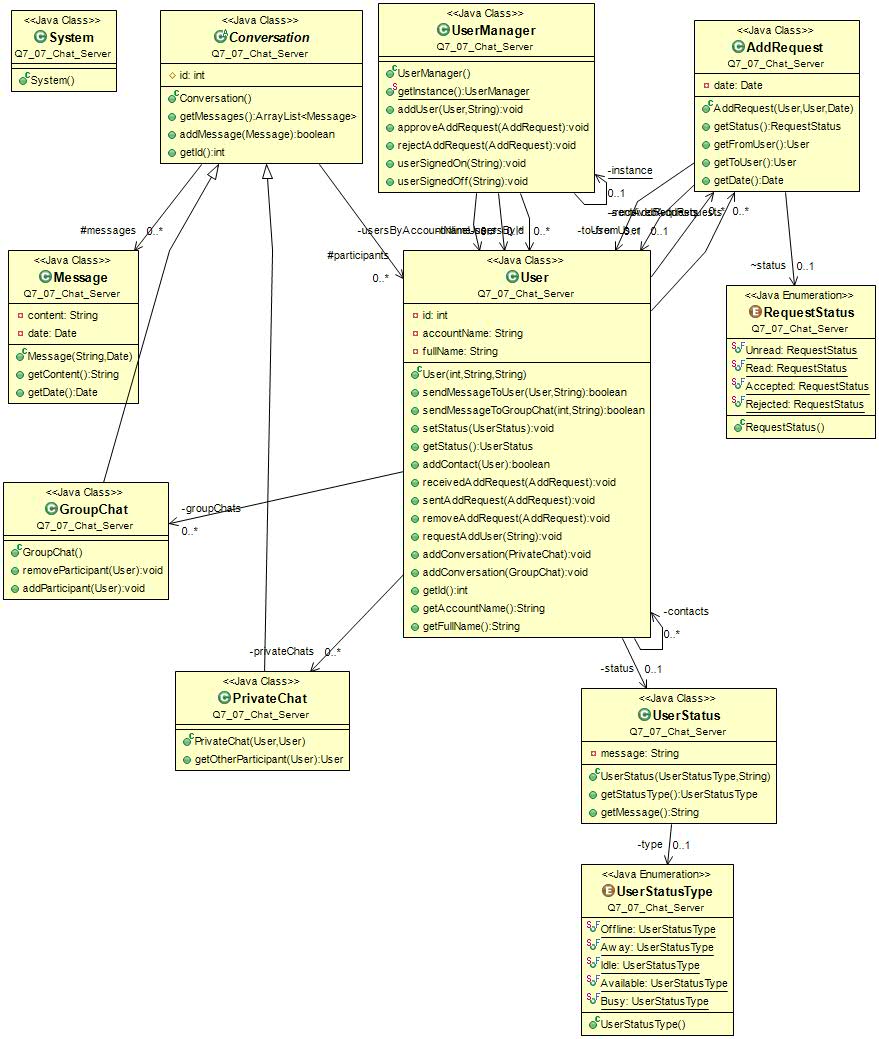 <<Java Class>>
System
Q7_07_Chat_Server
System()
<<Java Class>>
Conversation
Q7_07_Chat_Server
id: int
Conversation()
getMessages():ArrayList<Message>
addMessage(Message):boolean
getId():int
<<Java Class>>
UserManager
Q7_07_Chat_Server
UserManager()
getInstance():UserManager
addUser(User,String):void
approveAddRequest(AddRequest):void
rejectAddRequest(AddRequest):void
userSignedOn(String):void
userSignedOff(String):void
-instance
0..1
<<Java Class>>
AddRequest
Q7_07_Chat_Server
date: Date
AddRequest(User,User,Date)
getStatus():RequestStatus
getFromUser():User
getToUser():User
getDate():Date
#messages
0..*
#participants
0..*
-usersByAccountName
0..*
0..1
0..*
~status
0..1
<<Java Class>>
Message
Q7_07_Chat_Server
content: String
date: Date
Message(String,Date)
getContent():String
getDate():Date
<<Java Class>>
User
Q7_07_Chat_Server
id: int
accountName: String
fullName: String
User(int,String,String)
sendMessageToUser(User,String):boolean
sendMessageToGroupChat(int,String):boolean
setStatus(UserStatus):void
getStatus():UserStatus
addContact(User):boolean
receivedAddRequest(AddRequest):void
sentAddRequest(AddRequest):void
removeAddRequest(AddRequest):void
requestAddUser(String):void
addConversation(PrivateChat):void
addConversation(GroupChat):void
getId():int
getAccountName():String
getFullName():String
<<Java Enumeration>>
RequestStatus
Q7_07_Chat_Server
Unread: RequestStatus
Read: RequestStatus
Accepted: RequestStatus
Rejected: RequestStatus
RequestStatus()
<<Java Class>>
GroupChat
Q7_07_Chat_Server
GroupChat()
removeParticipant(User):void
addParticipant(User):void
-groupChats
0..*
-contacts
0..*
-privateChats
0..*
-status
0..1
<<Java Class>>
PrivateChat
Q7_07_Chat_Server
PrivateChat(User,User)
getOtherParticipant(User):User
<<Java Class>>
UserStatus
Q7_07_Chat_Server
message: String
UserStatus(UserStatusType,String)
getStatusType():UserStatusType
getMessage():String
-type
0..1
<<Java Enumeration>>
UserStatusType
Q7_07_Chat_Server
Offline: UserStatusType
Away: UserStatusType
Idle: UserStatusType
Available: UserStatusType
Busy: UserStatusType
UserStatusType()